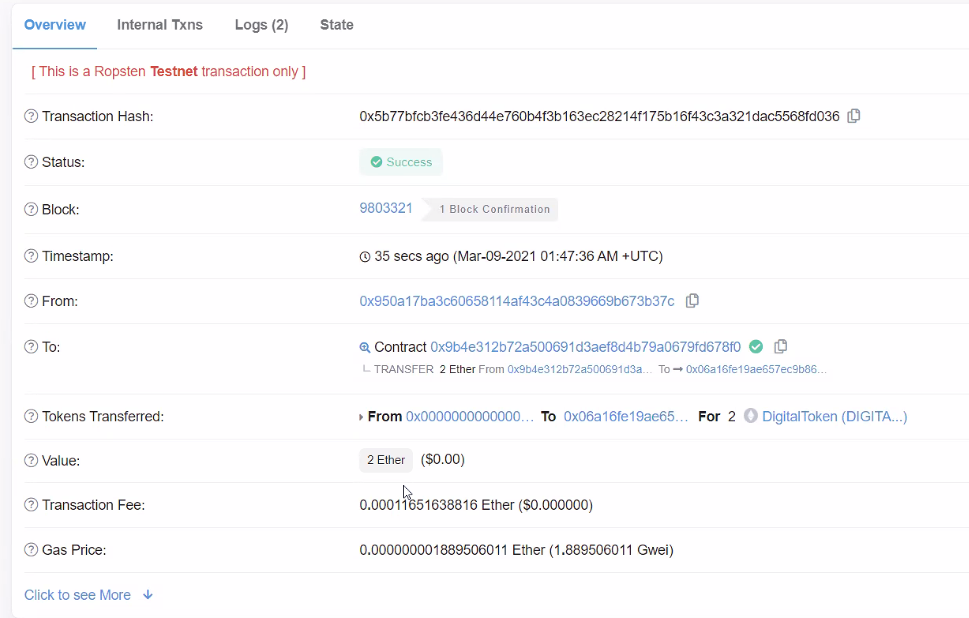 Overview Internal Txns Logs (2) State
[ This is a Ropsten Testnet transaction only ]
Transaction Hash: 0x5b77bfcb3fe436d44e760b4f3b163ec28214f175b16f43c3a321dac5568fd036
Status: Success
Block: 9803321 1 Block Confirmation
Timestamp: 35 secs ago (Mar-09-2021 01:47:36 AM +UTC)
From: 0x950a17ba3c60658114af43c4a0839669b673b37c
To: Contract 0x9b4e312b72a500691d3aef8d4b79a0679fd678f0
TRANSFER 2 Ether From 0x9b4e312b72a500691d3a... To → 0x06a16fe19ae657ec9b86...
Tokens Transferred: From 0x0000000000000... To 0x06a16fe19ae65... For 2 DigitalToken (DIGITA...)
Value: 2 Ether ($0.00)
Transaction Fee: 0.00011651638816 Ether ($0.000000)
Gas Price: 0.000000001889506011 Ether (1.889506011 Gwei)
Click to see More